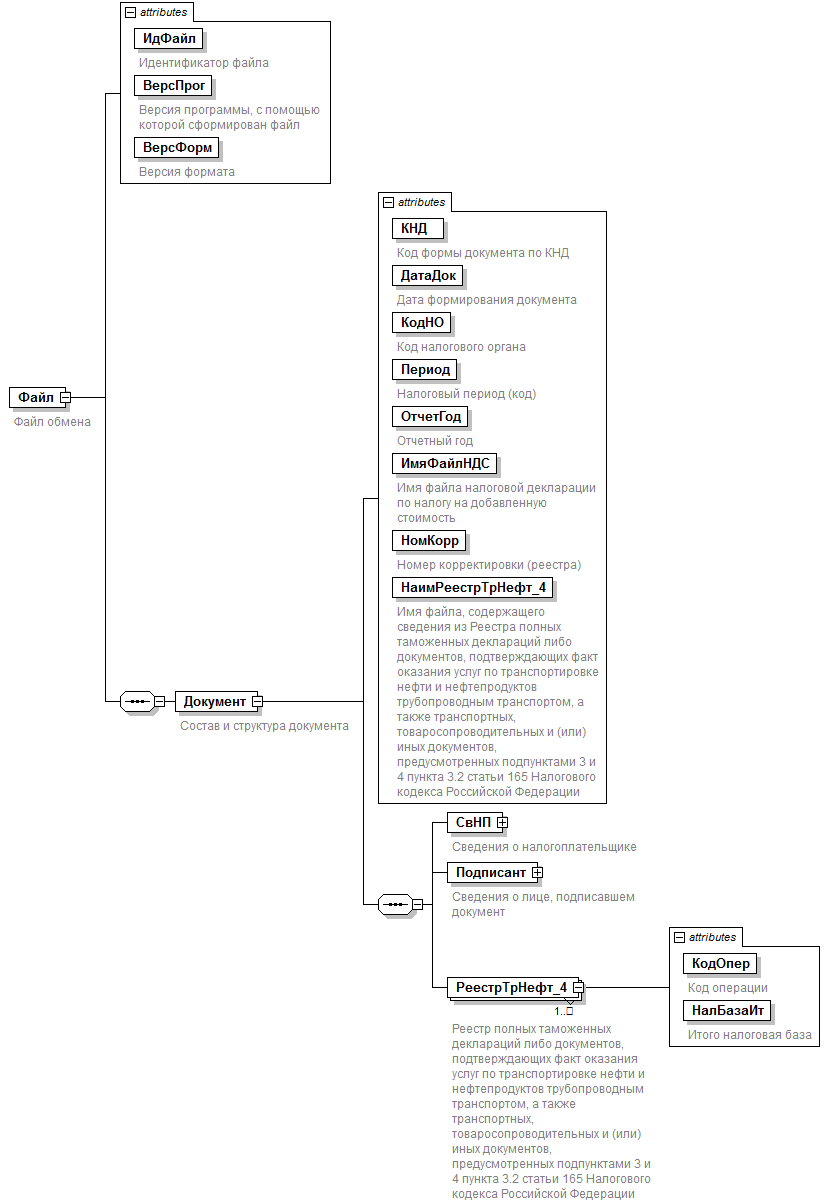 attributes
ИдФайл
Идентификатор файла
ВерсПрог
Версия программы, с помощью
которой сформирован файл
ВерсФорм
Версия формата
Файл
Файл обмена
attributes
КНД
Код формы документа по КНД
ДатаДок
Дата формирования документа
КодНО
Код налогового органа
Период
Налоговый период (код)
ОтчетГод
Отчетный год
ИмяФайлНДС
Имя файла налоговой декларации
по налогу на добавленную
стоимость
НомКорр
Номер корректировки (реестра)
НаимРеестрТрНефт_4
Имя файла, содержащего
сведения из Реестра полных
таможенных деклараций либо
документов, подтверждающих факт
оказания услуг по транспортировке
нефти и нефтепродуктов
трубопроводным транспортом, а
также транспортных,
товаросопроводительных и (или)
иных документов,
предусмотренных подпунктами 3 и
4 пункта 3.2 статьи 165 Налогового
кодекса Российской Федерации
Документ
Состав и структура документа
СвНП
Сведения о налогоплательщике
Подписант
Сведения о лице, подписавшем
документ
РеестрТрНефт_4
1..□
Реестр полных таможенных
деклараций либо документов,
подтверждающих факт оказания
услуг по транспортировке нефти и
нефтепродуктов трубопроводным
транспортом, а также
транспортных,
товаросопроводительных и (или)
иных документов,
предусмотренных подпунктами 3 и
4 пункта 3.2 статьи 165 Налогового
кодекса Российской Федерации
attributes
КодОпер
Код операции
НалБазаИт
Итого налоговая база